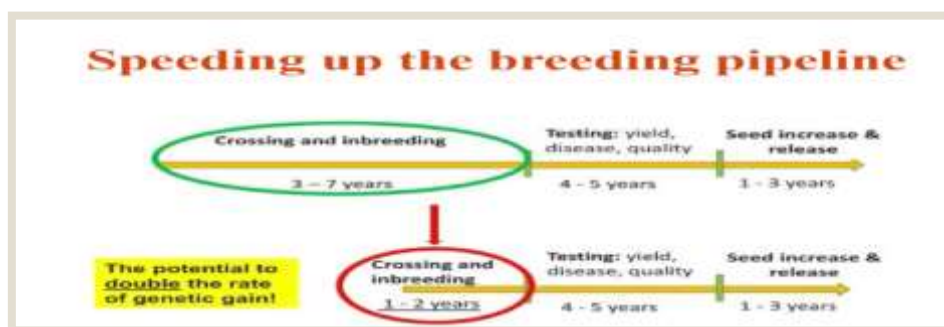 Speeding up the breeding pipeline
Crossing and inbreeding
3 – 7 years
Testing: yield,
disease, quality
4 - 5 years
Seed increase &
release
1 - 3 years
The potential to
double the rate
of genetic gain!
Crossing and
inbreeding
1 - 2 years
Testing: yield,
disease, quality
4 - 5 years
Seed increase &
release
1 - 3 years